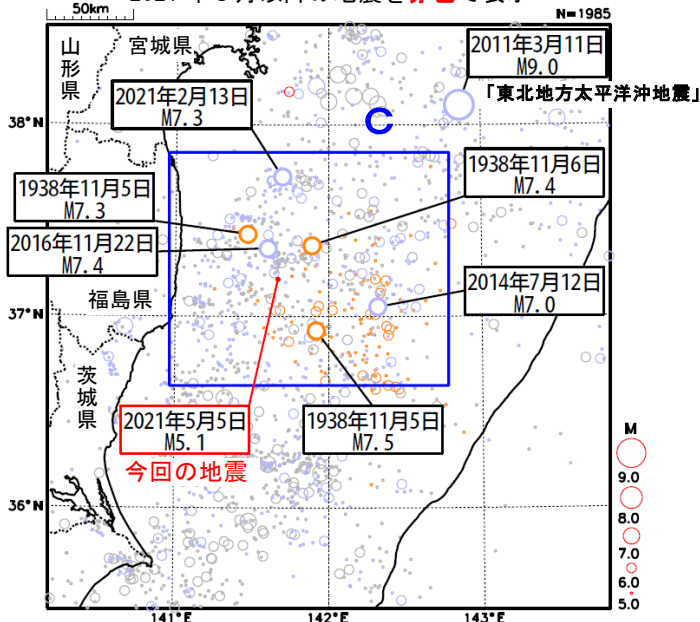 50km
N=1985
山形県
宮城県
2011年3月11日
M9.0
「東北地方太平洋沖地震」
2021年2月13日
M7.3
38°N
C
1938年11月6日
M7.4
1938年11月5日
M7.3
2016年11月22日
M7.4
2014年7月12日
M7.0
37°N
福島県
茨城県
2021年5月5日
M5.1
今回の地震
1938年11月5日
M7.5
36°N
M
9.0
8.0
7.0
6.0
5.0
141°E
142°E
143°E